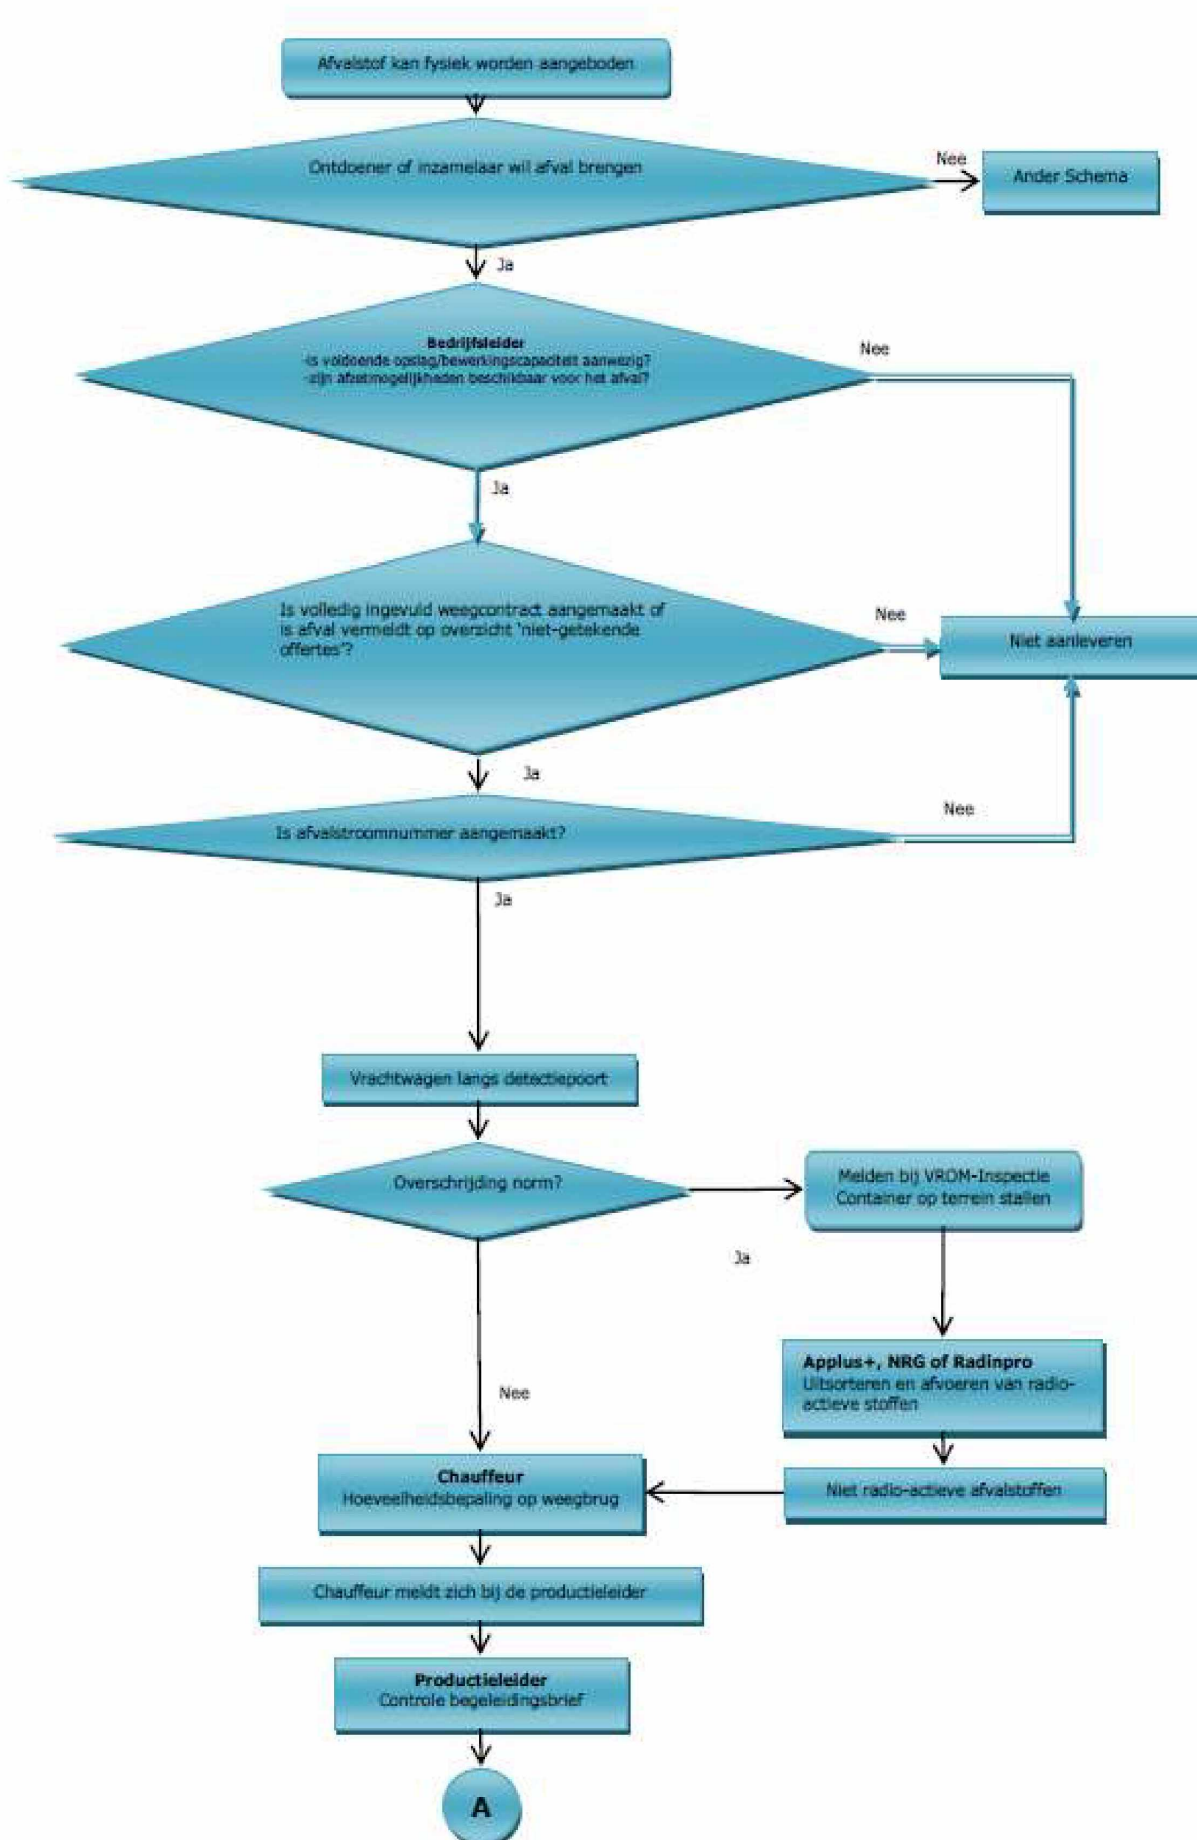 Afvalstof kan fysiek worden aangeboden
Ontdoener of inzamelaar wil afval brengen
Nee
Ander Schema
Ja
Bedrijfsleider
-is voldoende opslag/bewerkingscapaciteit aanwezig?
-zijn afzetmogelijkheden beschikbaar voor het afval?
Nee
Ja
Is volledig ingevuld weegcontract aangemaakt of
is afval vermeldt op overzicht 'niet-getekende
offertes'?
Nee
Niet aanleveren
Ja
Is afvalstroomnummer aangemaakt?
Nee
Ja
Vrachtwagen langs detectiepoort
Overschrijding norm?
Melden bij VROM-Inspectie
Container op terrein stallen
Ja
Applus+, NRG of Radinpro
Uitsorteren en afvoeren van radio-
actieve stoffen
Nee
Chauffeur
Hoeveelheidsbepaling op weegbrug
Niet radio-actieve afvalstoffen
Chauffeur meldt zich bij de productieleider
Productieleider
Controle begeleidingsbrief
A